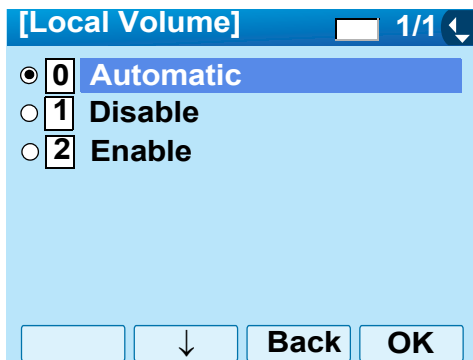 [Local Volume] 1/1
0 Automatic
1 Disable
2 Enable
↓ Back OK